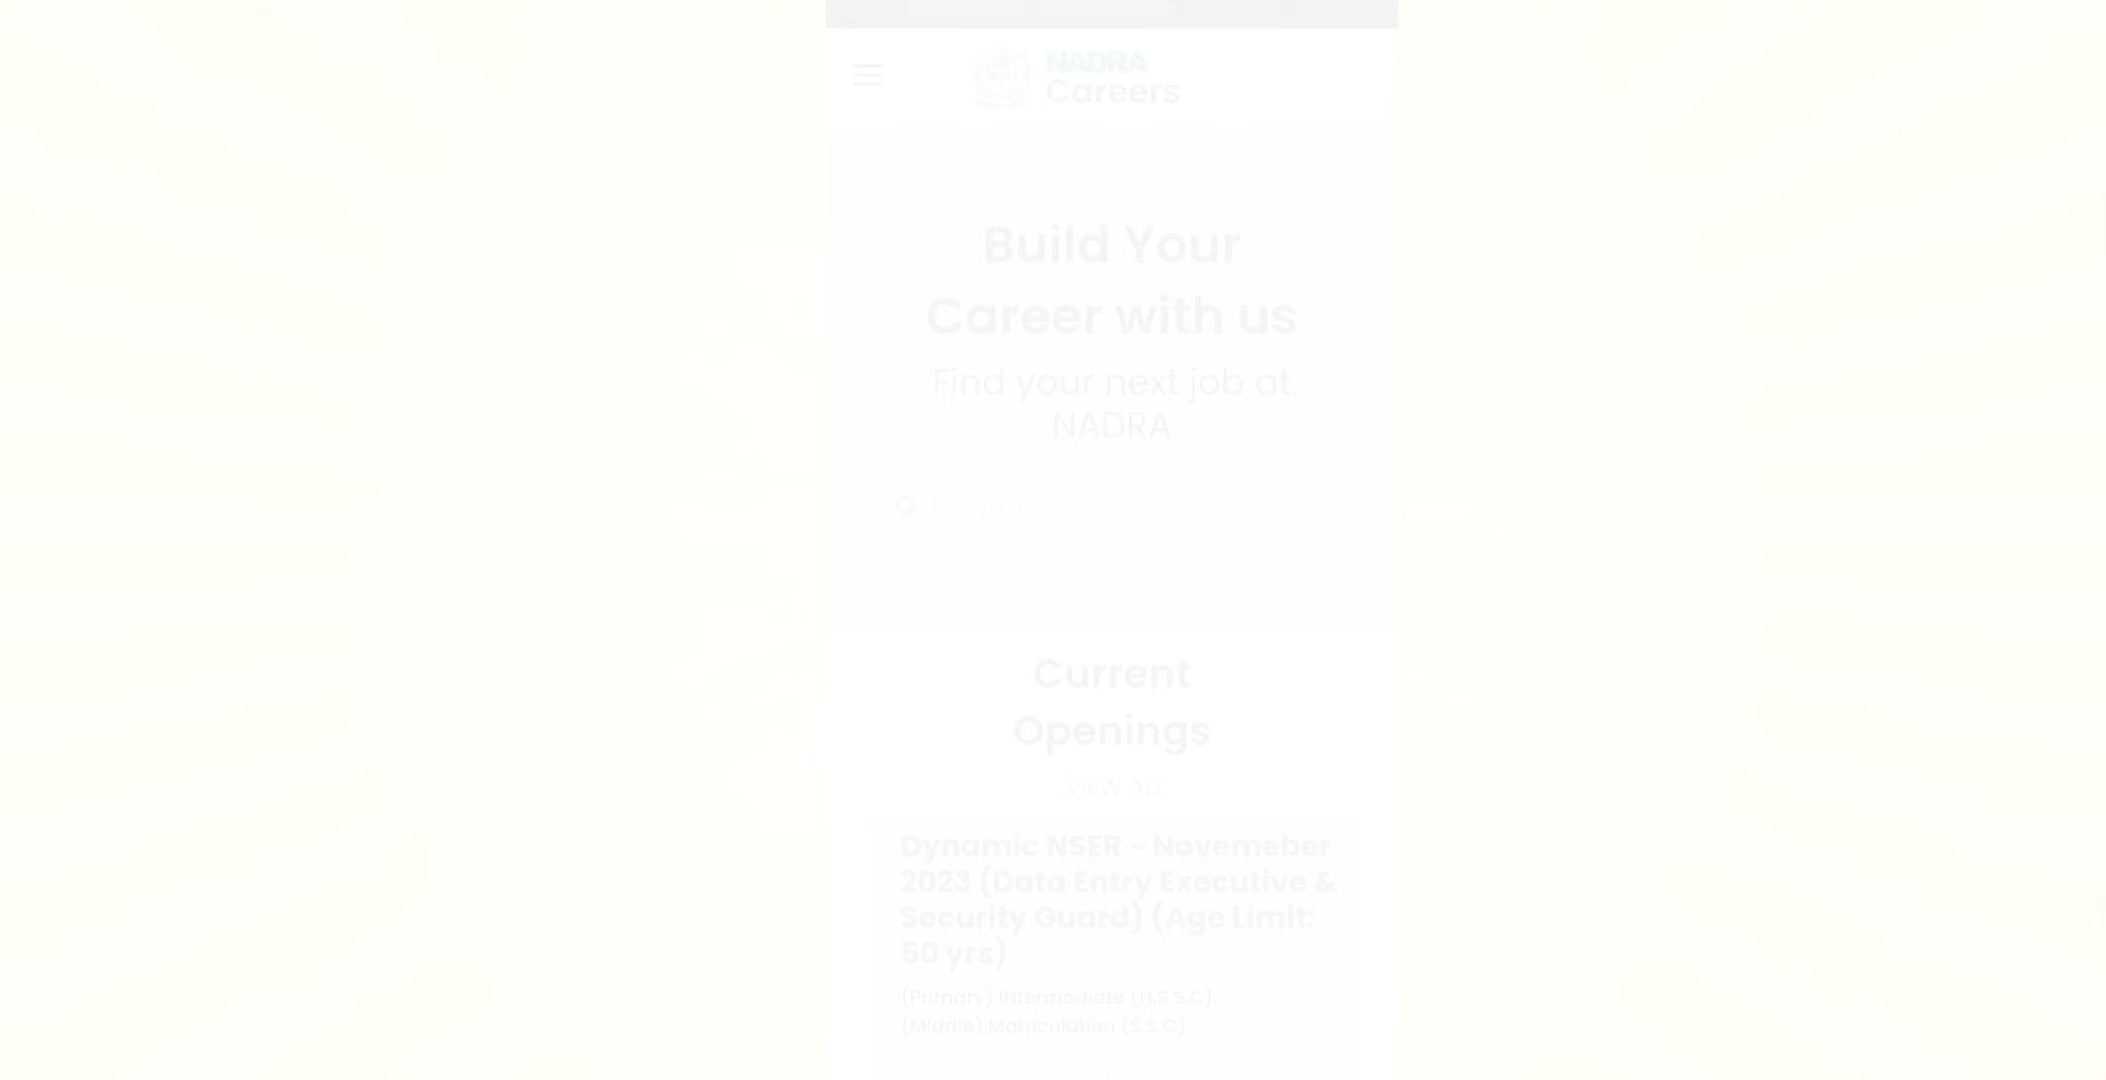 NADRA
Careers
Build Your
Career with us
Find your next job at
NADRA
Current
Openings
VIEW ALL
Dynamic NSER - Novemeber
2023 (Data Entry Executive &
Security Guard) (Age Limit:
50 yrs)
(Primary) Intermediate (H.S.S.C),
(Middle) Matriculation (S.S.C)